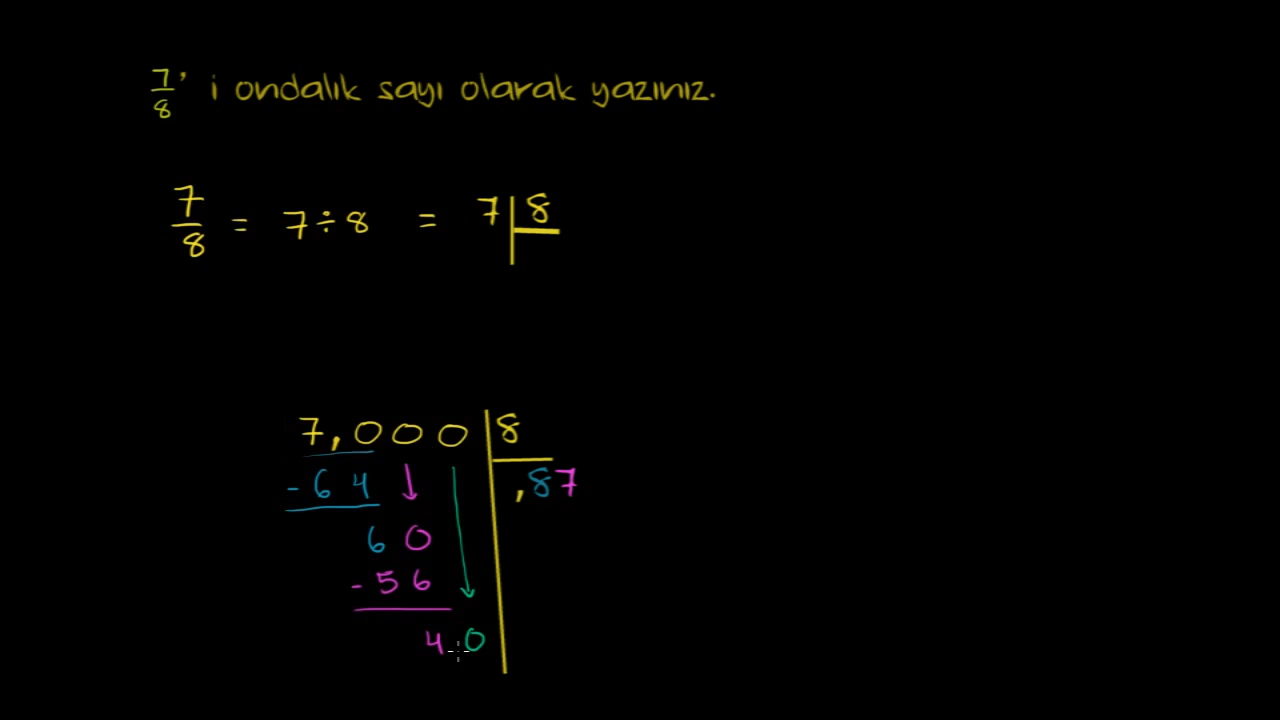 7/8' i ondalık sayı olarak yazınız.
7/8 = 7÷8 = 7|8
7,000|8
-64 ,87
60
-56
40